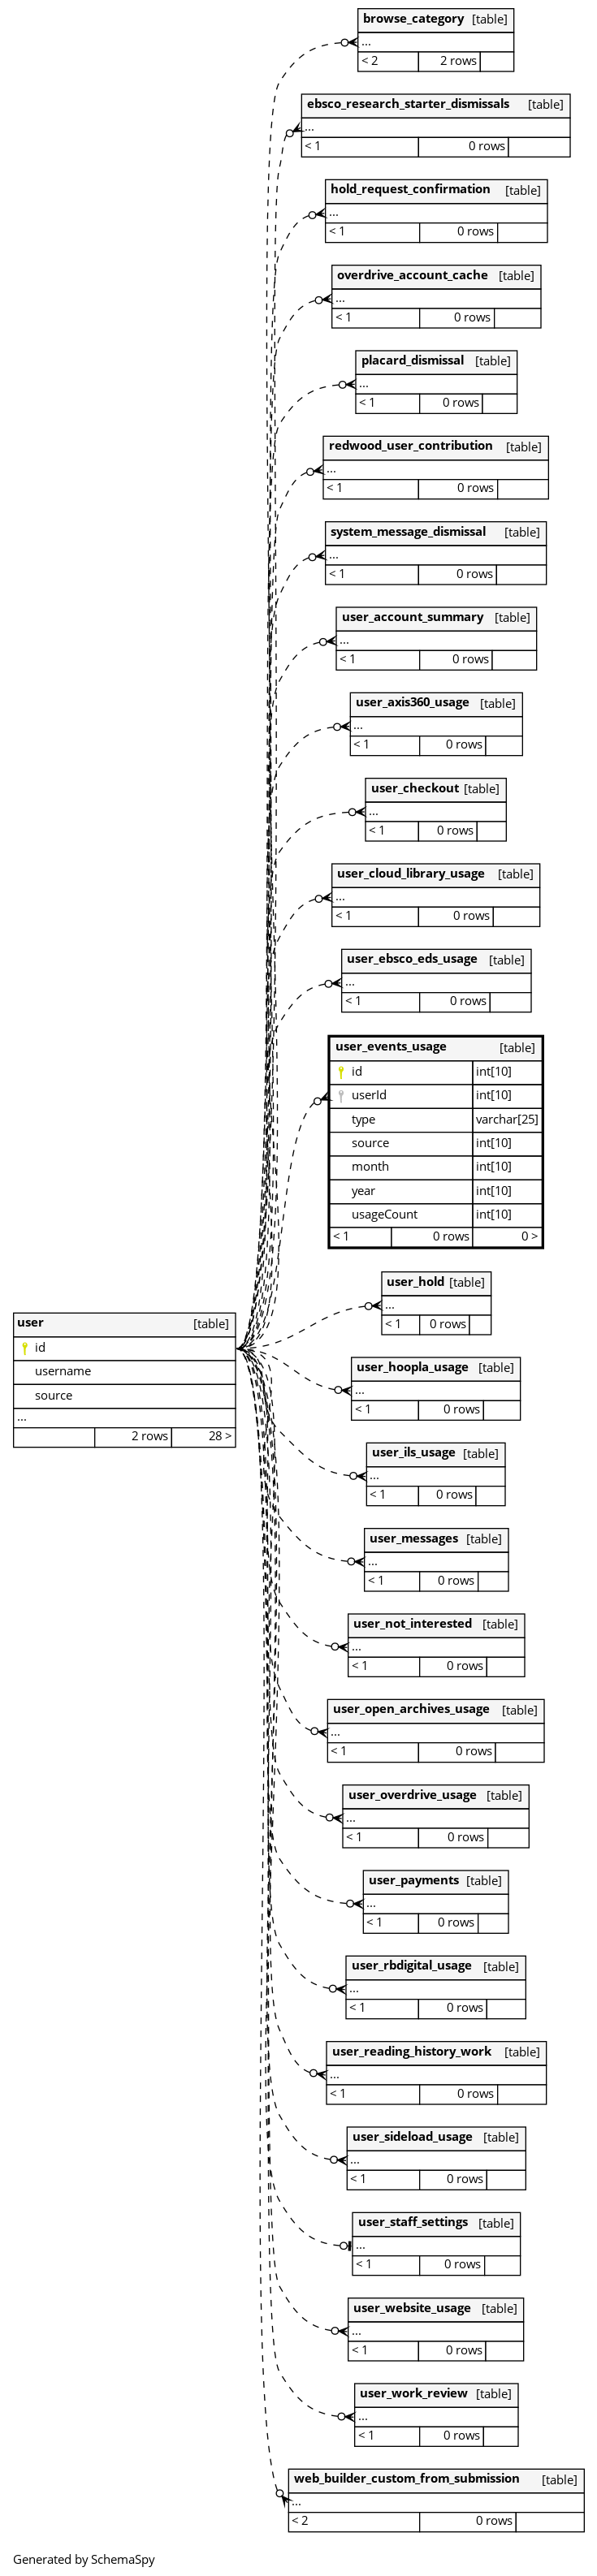 browse_category [table]
...
< 2 2 rows
ebsco_research_starter_dismissals [table]
...
< 1 0 rows
hold_request_confirmation [table]
...
< 1 0 rows
overdrive_account_cache [table]
...
< 1 0 rows
placard_dismissal [table]
...
< 1 0 rows
redwood_user_contribution [table]
...
< 1 0 rows
system_message_dismissal [table]
...
< 1 0 rows
user_account_summary [table]
...
< 1 0 rows
user_axis360_usage [table]
...
< 1 0 rows
user_checkout [table]
...
< 1 0 rows
user_cloud_library_usage [table]
...
< 1 0 rows
user_ebsco_eds_usage [table]
...
< 1 0 rows
user_events_usage [table]
id int[10]
userId int[10]
type varchar[25]
source int[10]
month int[10]
year int[10]
usageCount int[10]
< 1 0 rows 0 >
user [table]
id
username
source
...
2 rows 28 >
user_hold [table]
...
< 1 0 rows
user_hoopla_usage [table]
...
< 1 0 rows
user_ils_usage [table]
...
< 1 0 rows
user_messages [table]
...
< 1 0 rows
user_not_interested [table]
...
< 1 0 rows
user_open_archives_usage [table]
...
< 1 0 rows
user_overdrive_usage [table]
...
< 1 0 rows
user_payments [table]
...
< 1 0 rows
user_rbdigital_usage [table]
...
< 1 0 rows
user_reading_history_work [table]
...
< 1 0 rows
user_sideload_usage [table]
...
< 1 0 rows
user_staff_settings [table]
...
< 1 0 rows
user_website_usage [table]
...
< 1 0 rows
user_work_review [table]
...
< 1 0 rows
web_builder_custom_from_submission [table]
...
< 2 0 rows
Generated by SchemaSpy